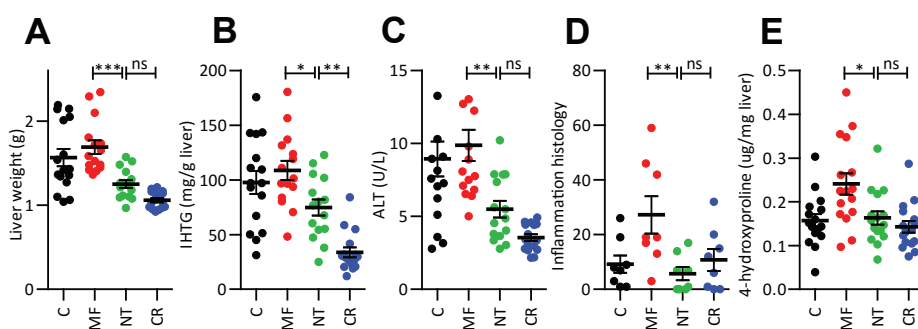 A
Liver weight (g)
2
1
0
*** ns
C MF NT CR
B
IHTG (mg/g liver)
200
150
100
50
0
* **
C MF NT CR
C
ALT (U/L)
15
10
5
0
** ns
C MF NT CR
D
Inflammation histology
80
60
40
20
0
** ns
C MF NT CR
E
4-hydroxyproline (ug/mg liver)
0.5
0.4
0.3
0.2
0.1
0.0
* ns
C MF NT CR